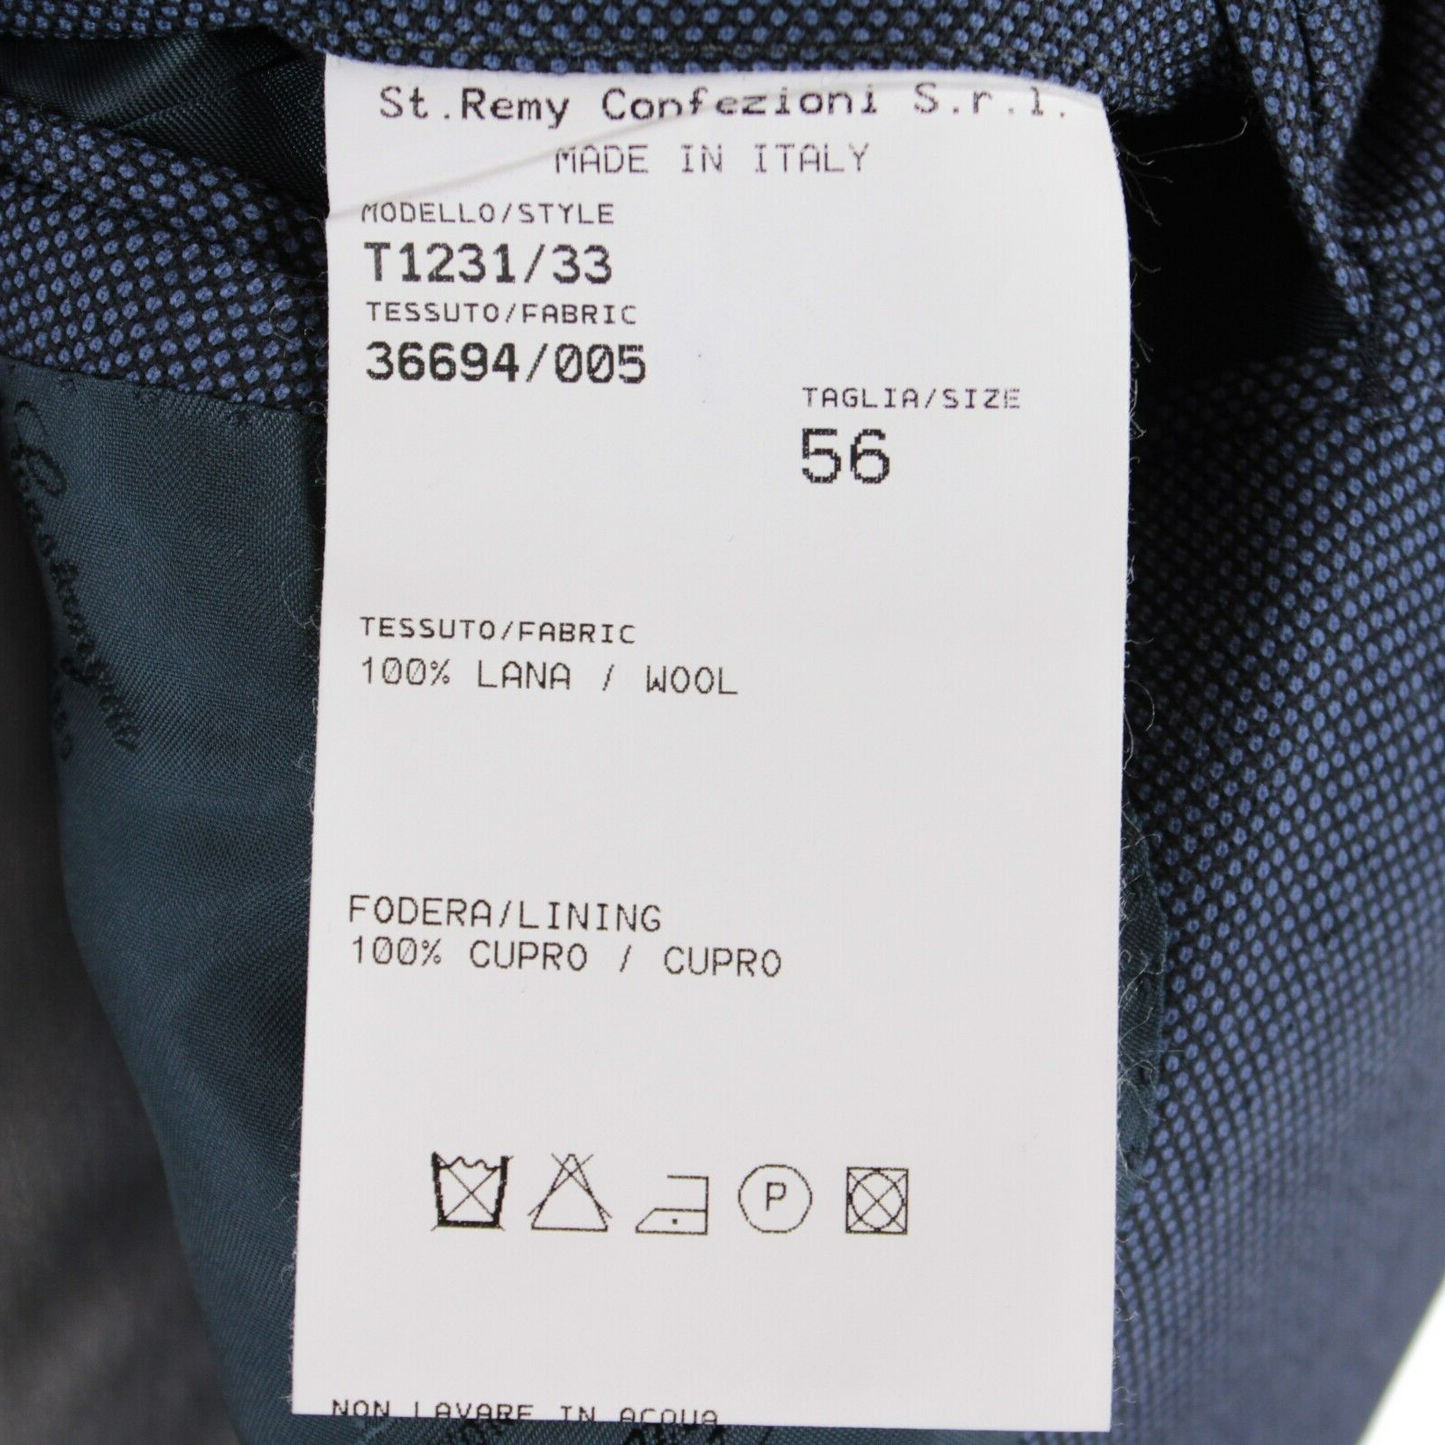 St.Remy Confezioni S.r.l.
MADE IN ITALY
MODELLO/STYLE
T1231/33
TESSUTO/FABRIC
36694/005
TAGLIA/SIZE
56
TESSUTO/FABRIC
100% LANA / WOOL
FODERA/LINING
100% CUPRO / CUPRO
P
NON LAVARE IN ACQUA